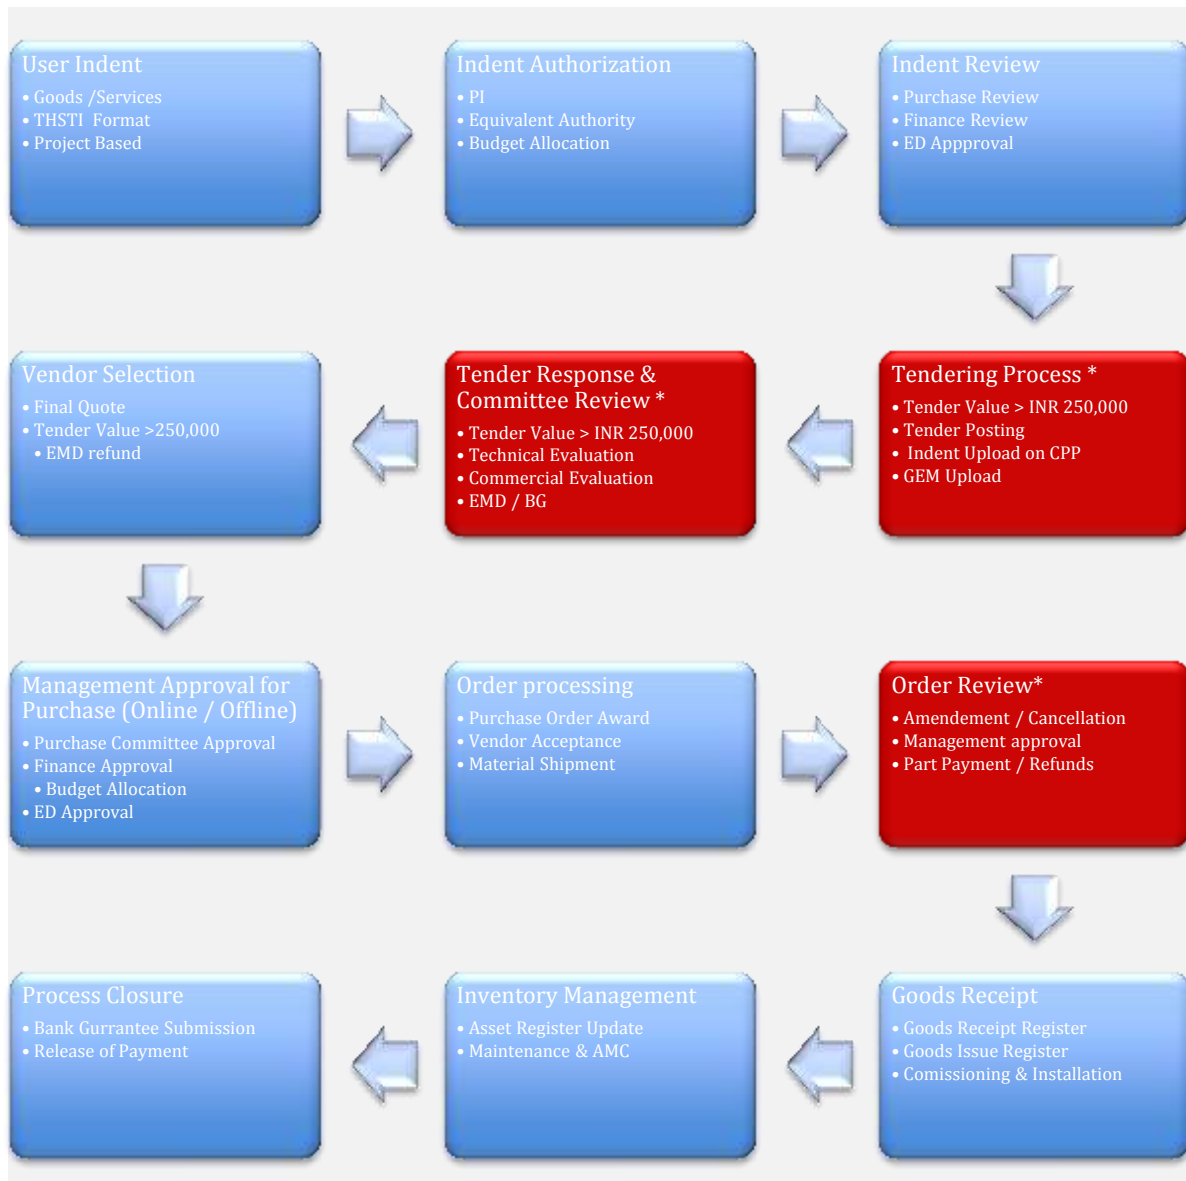 User Indent
• Goods /Services
• THSTI Format
• Project Based
Indent Authorization
• PI
• Equivalent Authority
• Budget Allocation
Indent Review
• Purchase Review
• Finance Review
• ED Appproval
Tendering Process *
• Tender Value > INR 250,000
• Tender Posting
• Indent Upload on CPP
• GEM Upload
Tender Response &
Committee Review *
• Tender Value > INR 250,000
• Technical Evaluation
• Commercial Evaluation
• EMD / BG
Vendor Selection
• Final Quote
• Tender Value >250,000
• EMD refund
Management Approval for
Purchase (Online / Offline)
• Purchase Committee Approval
• Finance Approval
• Budget Allocation
• ED Approval
Order processing
• Purchase Order Award
• Vendor Acceptance
• Material Shipment
Order Review*
• Amendement / Cancellation
• Management approval
• Part Payment / Refunds
Goods Receipt
• Goods Receipt Register
• Goods Issue Register
• Comissioning & Installation
Inventory Management
• Asset Register Update
• Maintenance & AMC
Process Closure
• Bank Gurrantee Submission
• Release of Payment